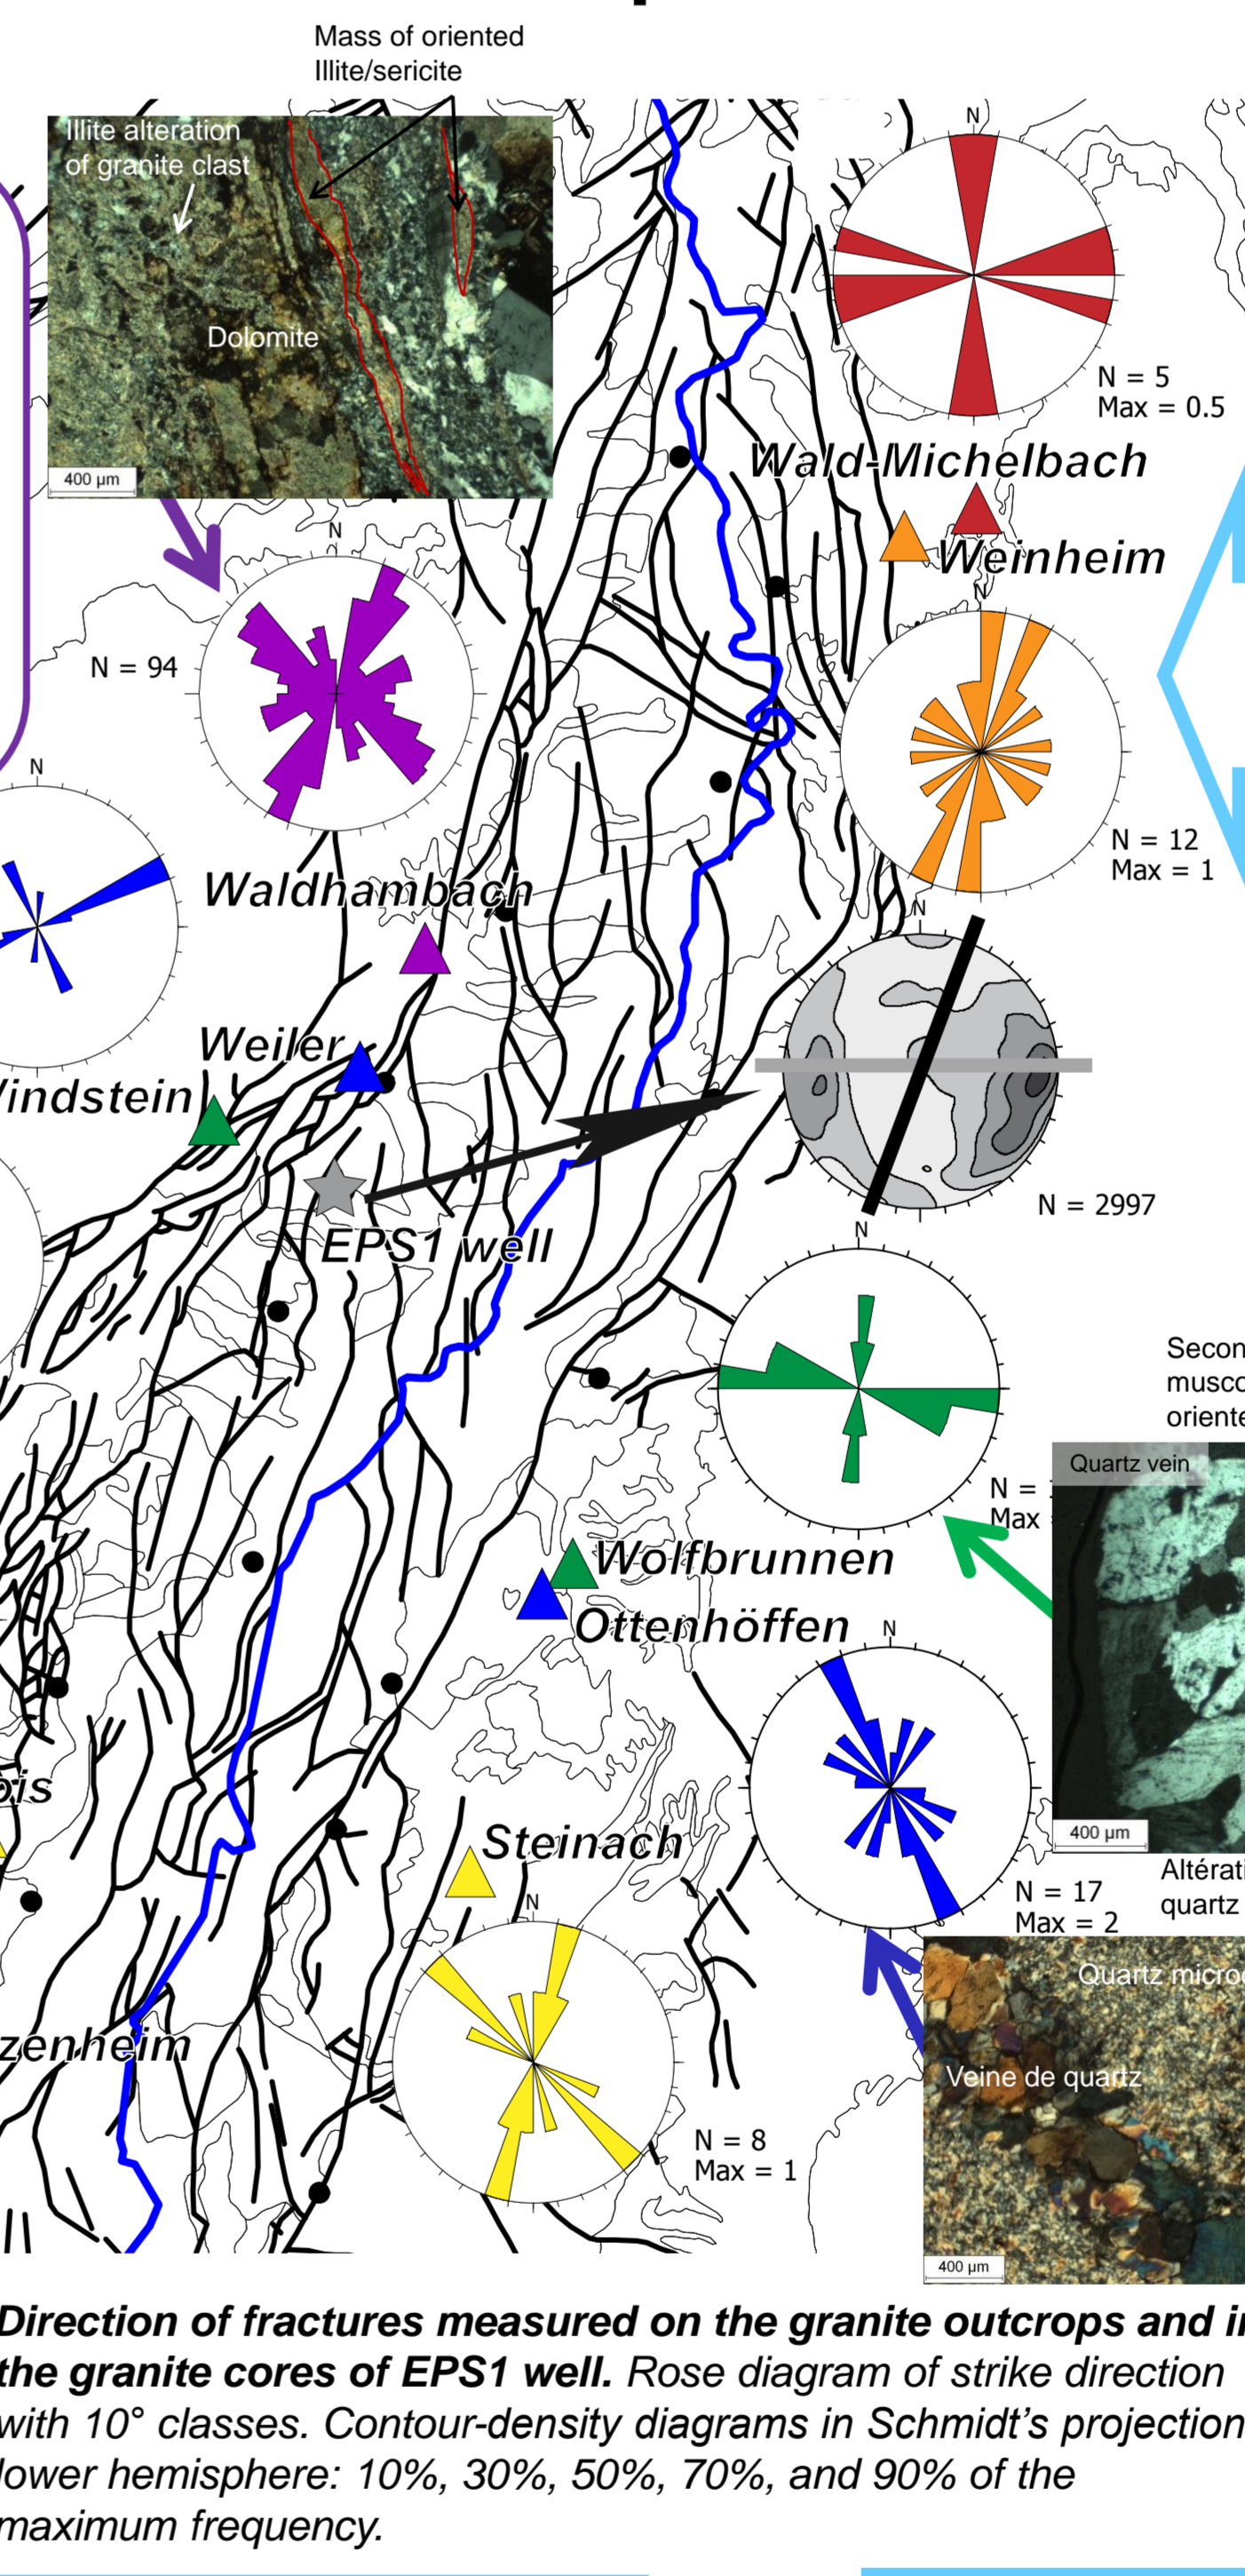 Mass of oriented
Illite/sericite
Illite alteration
of granite clast
Dolomite
400 µm
N
N = 5
Max = 0.5
Wald-Michelbach
Weinheim
N
N = 94
N
N = 12
Max = 1
N
Waldhambach
N
Weiler
indstein
N = 2997
EPS1 well
N
Secon
musco
oriente
Quartz vein
N =
Max
Wolfbrunnen
Ottenhöffen
N
400 µm
ois
Steinach
Altérati
quartz
N = 17
Max = 2
N
Quartz micro
Veine de quartz
zenheim
N = 8
Max = 1
400 µm
Direction of fractures measured on the granite outcrops and in
the granite cores of EPS1 well. Rose diagram of strike direction
with 10° classes. Contour-density diagrams in Schmidt's projection
lower hemisphere: 10%, 30%, 50%, 70%, and 90% of the
maximum frequency.